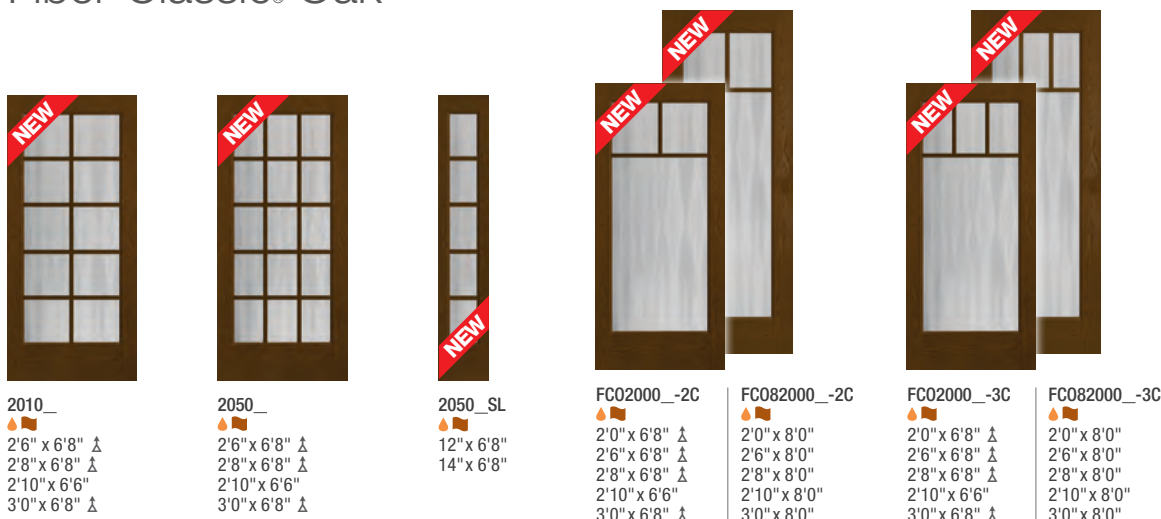 Fiber-Classic® Oak
NEW
NEW
NEW
NEW
NEW
NEW
NEW
2010_
2'6" x 6'8"
2'8" x 6'8"
2'10" x 6'6"
3'0" x 6'8"
2050_
2'6" x 6'8"
2'8" x 6'8"
2'10" x 6'6"
3'0" x 6'8"
2050_SL
12" x 6'8"
14" x 6'8"
FCO2000_-2C
2'0" x 6'8"
2'6" x 6'8"
2'8" x 6'8"
2'10" x 6'6"
3'0" x 6'8"
FCO82000_-2C
2'0" x 8'0"
2'6" x 8'0"
2'8" x 8'0"
2'10" x 8'0"
3'0" x 8'0"
FCO2000_-3C
2'0" x 6'8"
2'6" x 6'8"
2'8" x 6'8"
2'10" x 6'6"
3'0" x 6'8"
FCO82000_-3C
2'0" x 8'0"
2'6" x 8'0"
2'8" x 8'0"
2'10" x 8'0"
3'0" x 8'0"